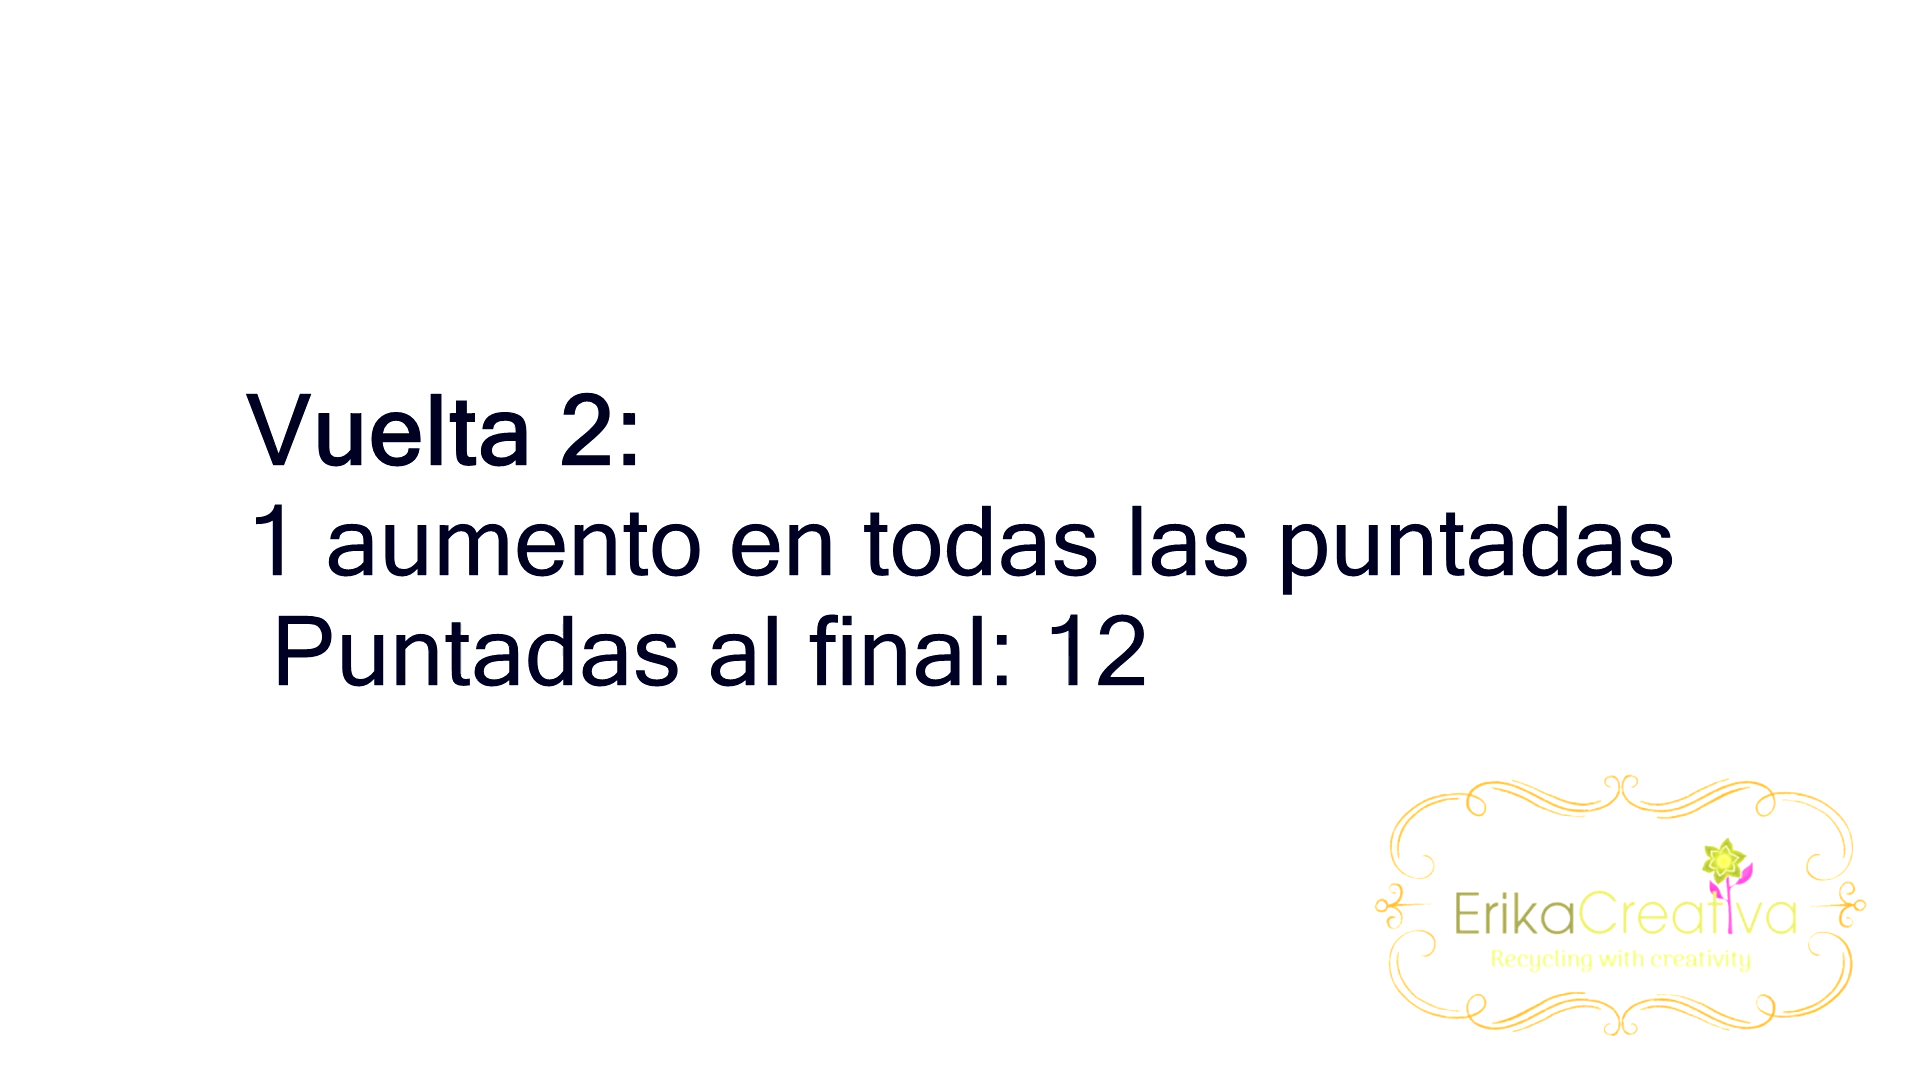 Vuelta 2:
1 aumento en todas las puntadas
Puntadas al final: 12
ErikaCreativa
Recycling with creativity